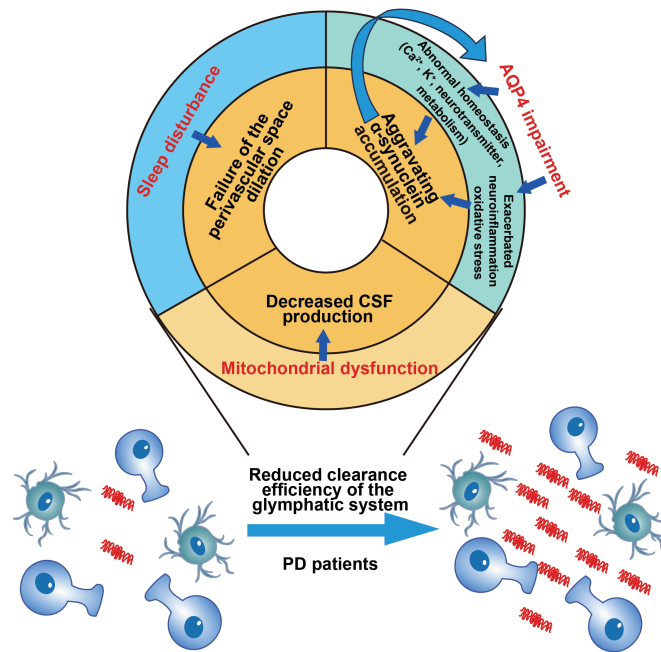 Sleep disturbance
Failure of the
perivascular space
dilation
Aggravating
α-synuclein
accumulation
Abnormal homeostasis
(Ca²⁺, K⁺, neurotransmitter,
metabolism)
AQP4 impairment
Exacerbated
neuroinflammation
oxidative stress
Decreased CSF
production
Mitochondrial dysfunction
Reduced clearance
efficiency of the
glymphatic system
PD patients